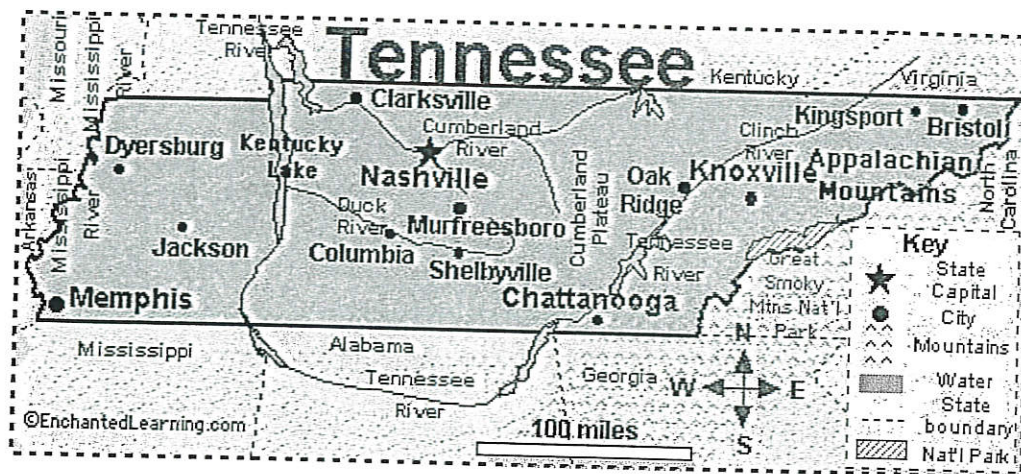 Tennessee
Missouri
Mississippi
River
Tennessee
River
Kentucky
Virginia
Clarksville
Kingsport
Bristol
Dyersburg
Kentucky
Lake
Cumberland
River
Clinch
River
Nashville
Oak
Ridge
Knoxville
Appalachian
Mountains
North
Carolina
Arkansas
Mississippi
River
Duck
River
Murfreesboro
Cumberland
Plateau
Jackson
Columbia
Shelbyville
Tennessee
River
Great
Smoky
Mtns Nat'l
Park
Memphis
Chattanooga
Mississippi
Alabama
Georgia
Tennessee
River
N
W
E
S
©EnchantedLearning.com
100 miles
Key
State
Capital
City
Mountains
Water
State
boundary
Nat'l Park